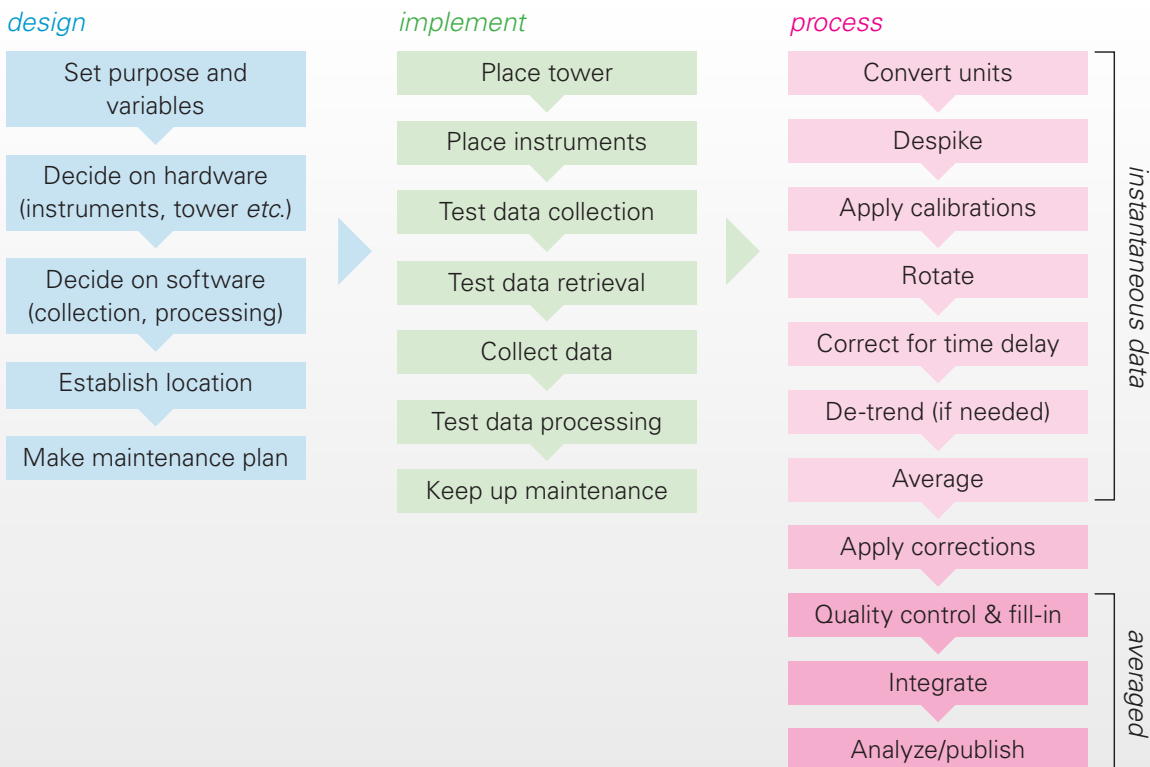 design
Set purpose and
variables
Decide on hardware
(instruments, tower etc.)
Decide on software
(collection, processing)
Establish location
Make maintenance plan
implement
Place tower
Place instruments
Test data collection
Test data retrieval
Collect data
Test data processing
Keep up maintenance
process
Convert units
Despike
Apply calibrations
Rotate
Correct for time delay
De-trend (if needed)
Average
Apply corrections
Quality control & fill-in
Integrate
Analyze/publish
instantaneous data
averaged